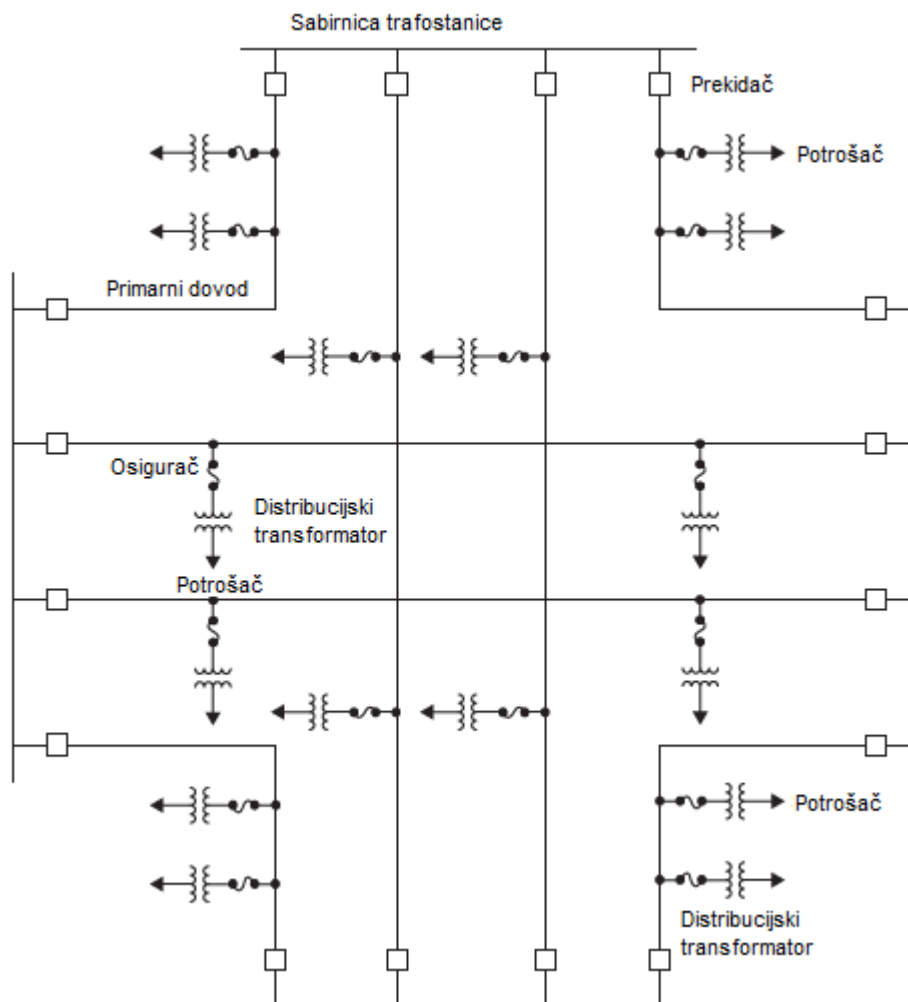 Sabirnica trafostanice
Prekidač
Potrošač
Primarni dovod
Osigurač
Distribucijski
transformator
Potrošač
Potrošač
Distribucijski
transformator